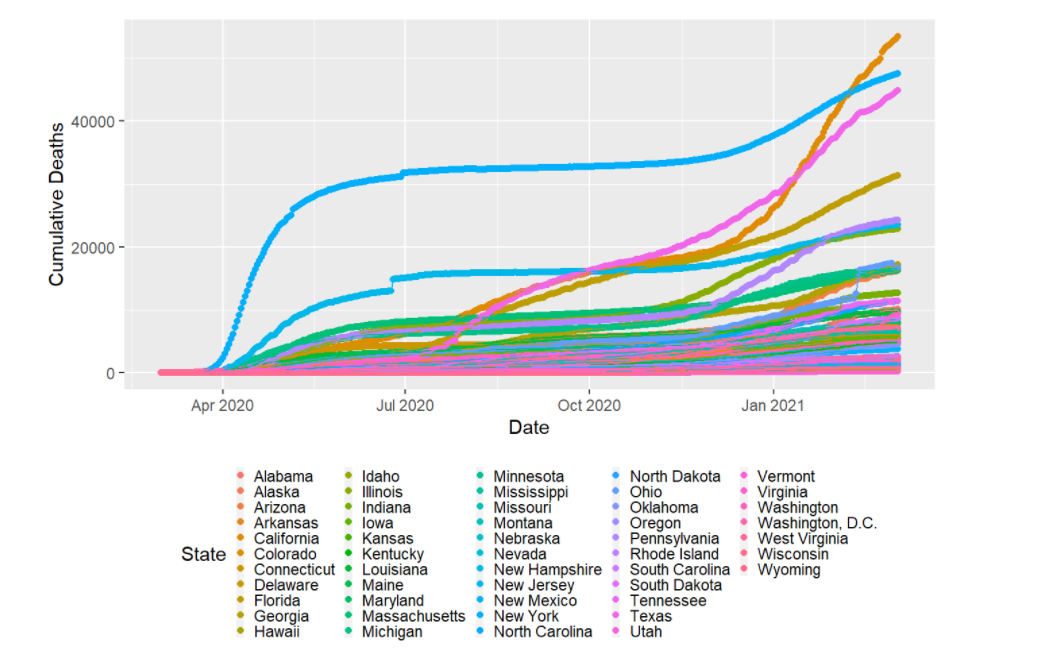 Cumulative Deaths
40000
20000
0
Apr 2020 Jul 2020 Oct 2020 Jan 2021
Date
State
Alabama Idaho Minnesota North Dakota Vermont
Alaska Illinois Mississippi Ohio Virginia
Arizona Indiana Missouri Oklahoma Washington
Arkansas Iowa Montana Oregon Washington, D.C.
California Kansas Nebraska Pennsylvania West Virginia
Colorado Kentucky Nevada Rhode Island Wisconsin
Connecticut Louisiana New Hampshire South Carolina Wyoming
Delaware Maine New Jersey South Dakota
Florida Maryland New Mexico Tennessee
Georgia Massachusetts New York Texas
Hawaii Michigan North Carolina Utah